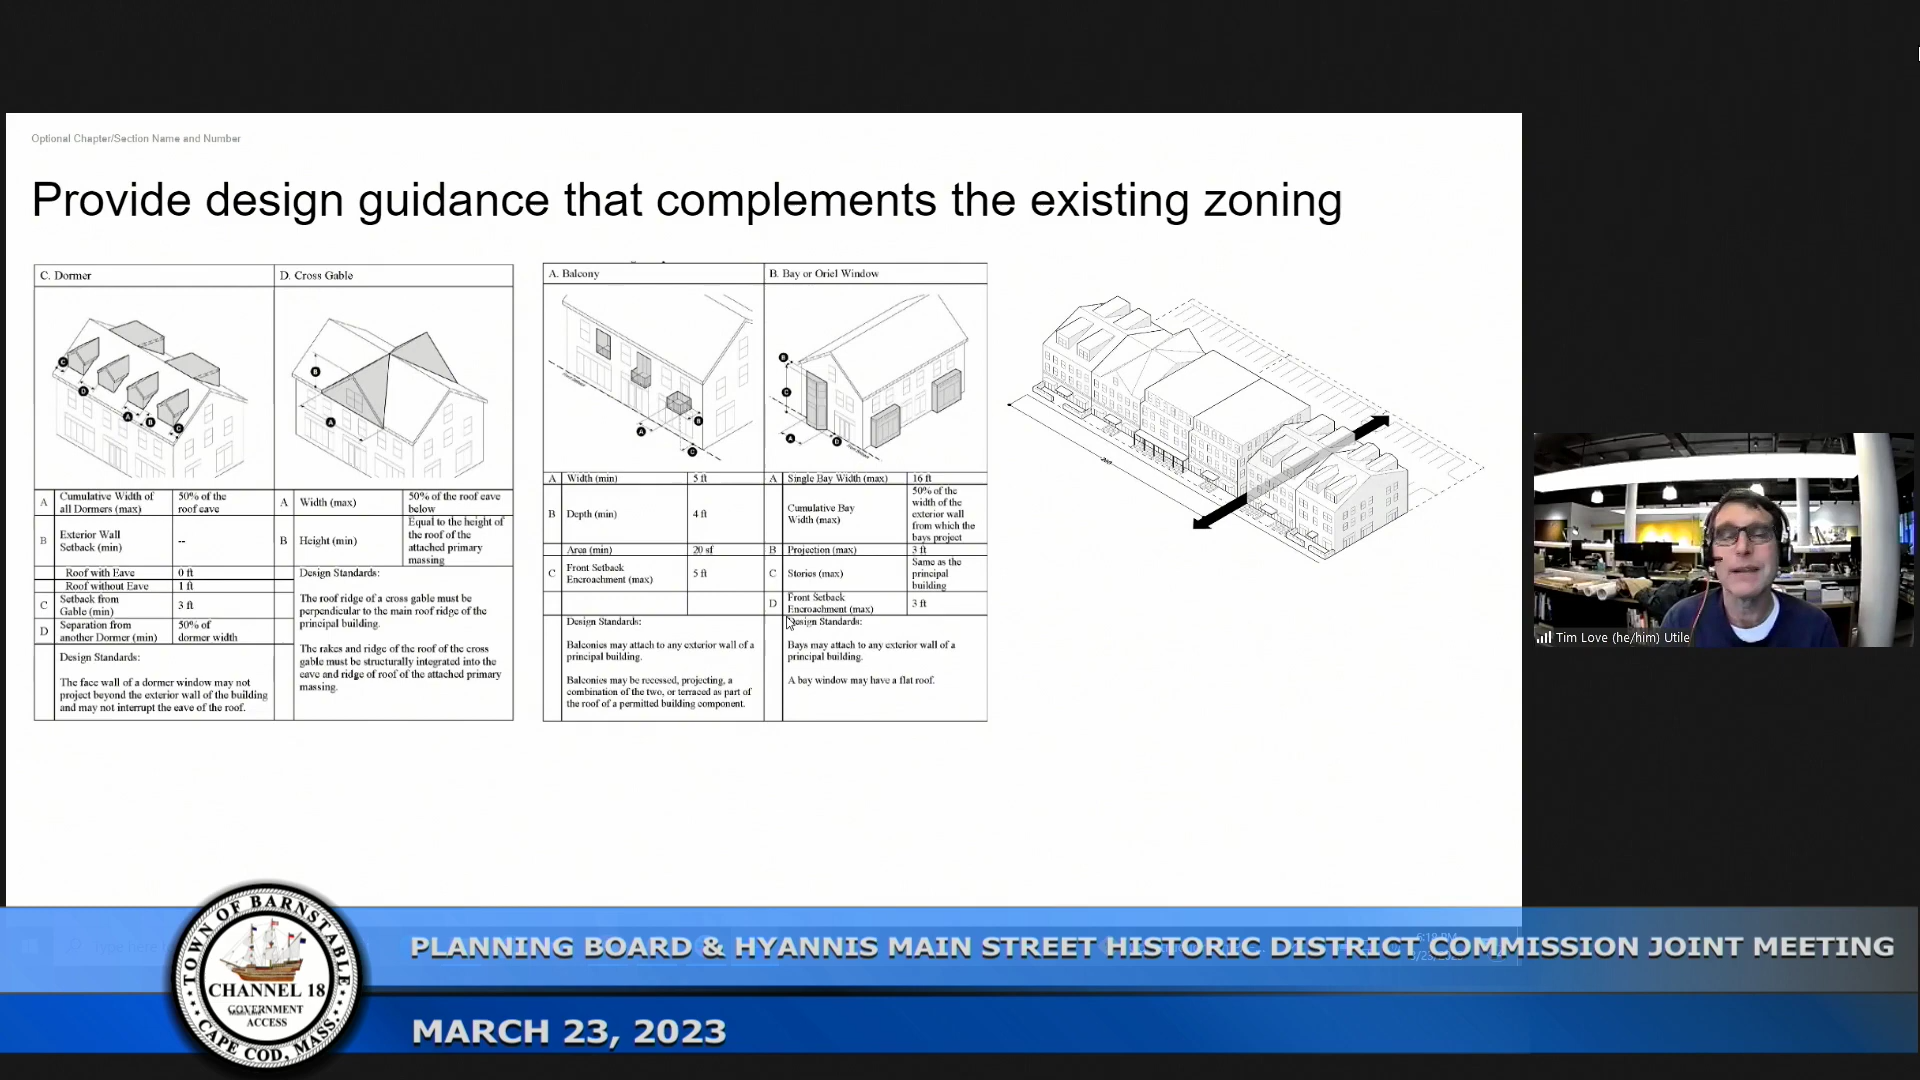 Optional Chapter/Section Name and Number
Provide design guidance that complements the existing zoning
C. Dormer
D. Cross Gable
A
Cumulative Width of
all Dormers (max)
50% of the
roof eave
B
Exterior Wall
Setback (min)
--
Roof with Eave
0 ft
Roof without Eave
1 ft
C
Setback from
Gable (min)
3 ft
D
Separation from
another Dormer (min)
50% of
dormer width
Design Standards:
The face wall of a dormer window may not
project beyond the exterior wall of the building
and may not interrupt the eave of the roof.
A
Width (max)
50% of the roof eave
below
B
Height (min)
Equal to the height of
the roof of the
attached primary
massing
Design Standards:
The roof ridge of a cross gable must be
perpendicular to the main roof ridge of the
principal building.
The rakes and ridge of the roof of the cross
gable must be structurally integrated into the
eave and ridge of roof of the attached primary
massing.
A. Balcony
B. Bay or Oriel Window
A
Width (min)
5 ft
B
Depth (min)
4 ft
Area (min)
20 sf
C
Front Setback
Encroachment (max)
5 ft
Design Standards:
Balconies may attach to any exterior wall of a
principal building.
Balconies may be recessed, projecting, a
combination of the two, or terraced as part of
the roof of a permitted building component.
A
Single Bay Width (max)
16 ft
Cumulative Bay
Width (max)
50% of the
width of the
exterior wall
from which the
bays project
B
Projection (max)
3 ft
C
Stories (max)
Same as the
principal
building
D
Front Setback
Encroachment (max)
3 ft
Design Standards:
Bays may attach to any exterior wall of a
principal building.
A bay window may have a flat roof.
Tim Love (he/him) Utile
TOWN OF BARNSTABLE
CHANNEL 18
GOVERNMENT
ACCESS
CAPE COD, MASS.
PLANNING BOARD & HYANNIS MAIN STREET HISTORIC DISTRICT COMMISSION JOINT MEETING
MARCH 23, 2023